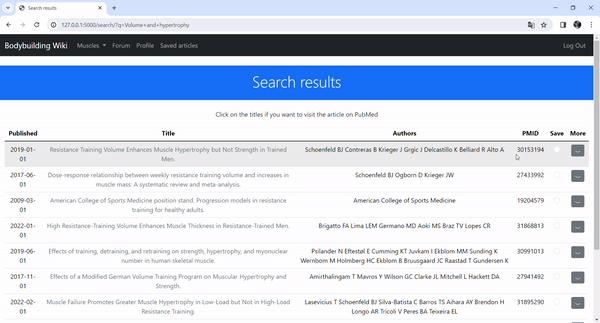 Search results
127.0.0.1:5000/search/?q=Volume+and+hypertrophy
Bodybuilding Wiki Muscles Forum Profile Saved articles Log Out
Search results
Click on the titles if you want to visit the article on PubMed
Published Title Authors PMID Save More
2019-01-01 Resistance Training Volume Enhances Muscle Hypertrophy but Not Strength in Trained Men. Schoenfeld BJ Contreras B Krieger J Grgic J Delcastillo K Belliard R Alto A 30153194
2017-06-01 Dose-response relationship between weekly resistance training volume and increases in muscle mass: A systematic review and meta-analysis. Schoenfeld BJ Ogborn D Krieger JW 27433992
2009-03-01 American College of Sports Medicine position stand. Progression models in resistance training for healthy adults. American College of Sports Medicine 19204579
2022-01-01 High-Resistance Training Volume Enhances Muscle Thickness in Resistance-Trained Men. Brigatto FA Lima LEM Germano MD Aoki MS Braz TV Lopes CR 31868813
2019-06-01 Effects of training, detraining, and retraining on strength, hypertrophy, and myonuclear number in human skeletal muscle. Psilander N Eftestøl E Cumming KT Juvkam I Ekblom MM Sunding K Wernbom M Holmberg HC Ekblom B Bruusgaard JC Raastad T Gundersen K 30991013
2017-11-01 Effects of a Modified German Volume Training Program on Muscular Hypertrophy and Strength. Amirthalingam T Mavros Y Wilson GC Clarke JL Mitchell L Hackett DA 27941492
2022-02-01 Muscle Failure Promotes Greater Muscle Hypertrophy in Low-Load but Not in High-Load Resistance Training. Lasevicius T Schoenfeld BJ Silva-Batista C Barros TS Aihara AY Brendon H Longo AR Tricoli V Peres BA Teixeira EL 31895290